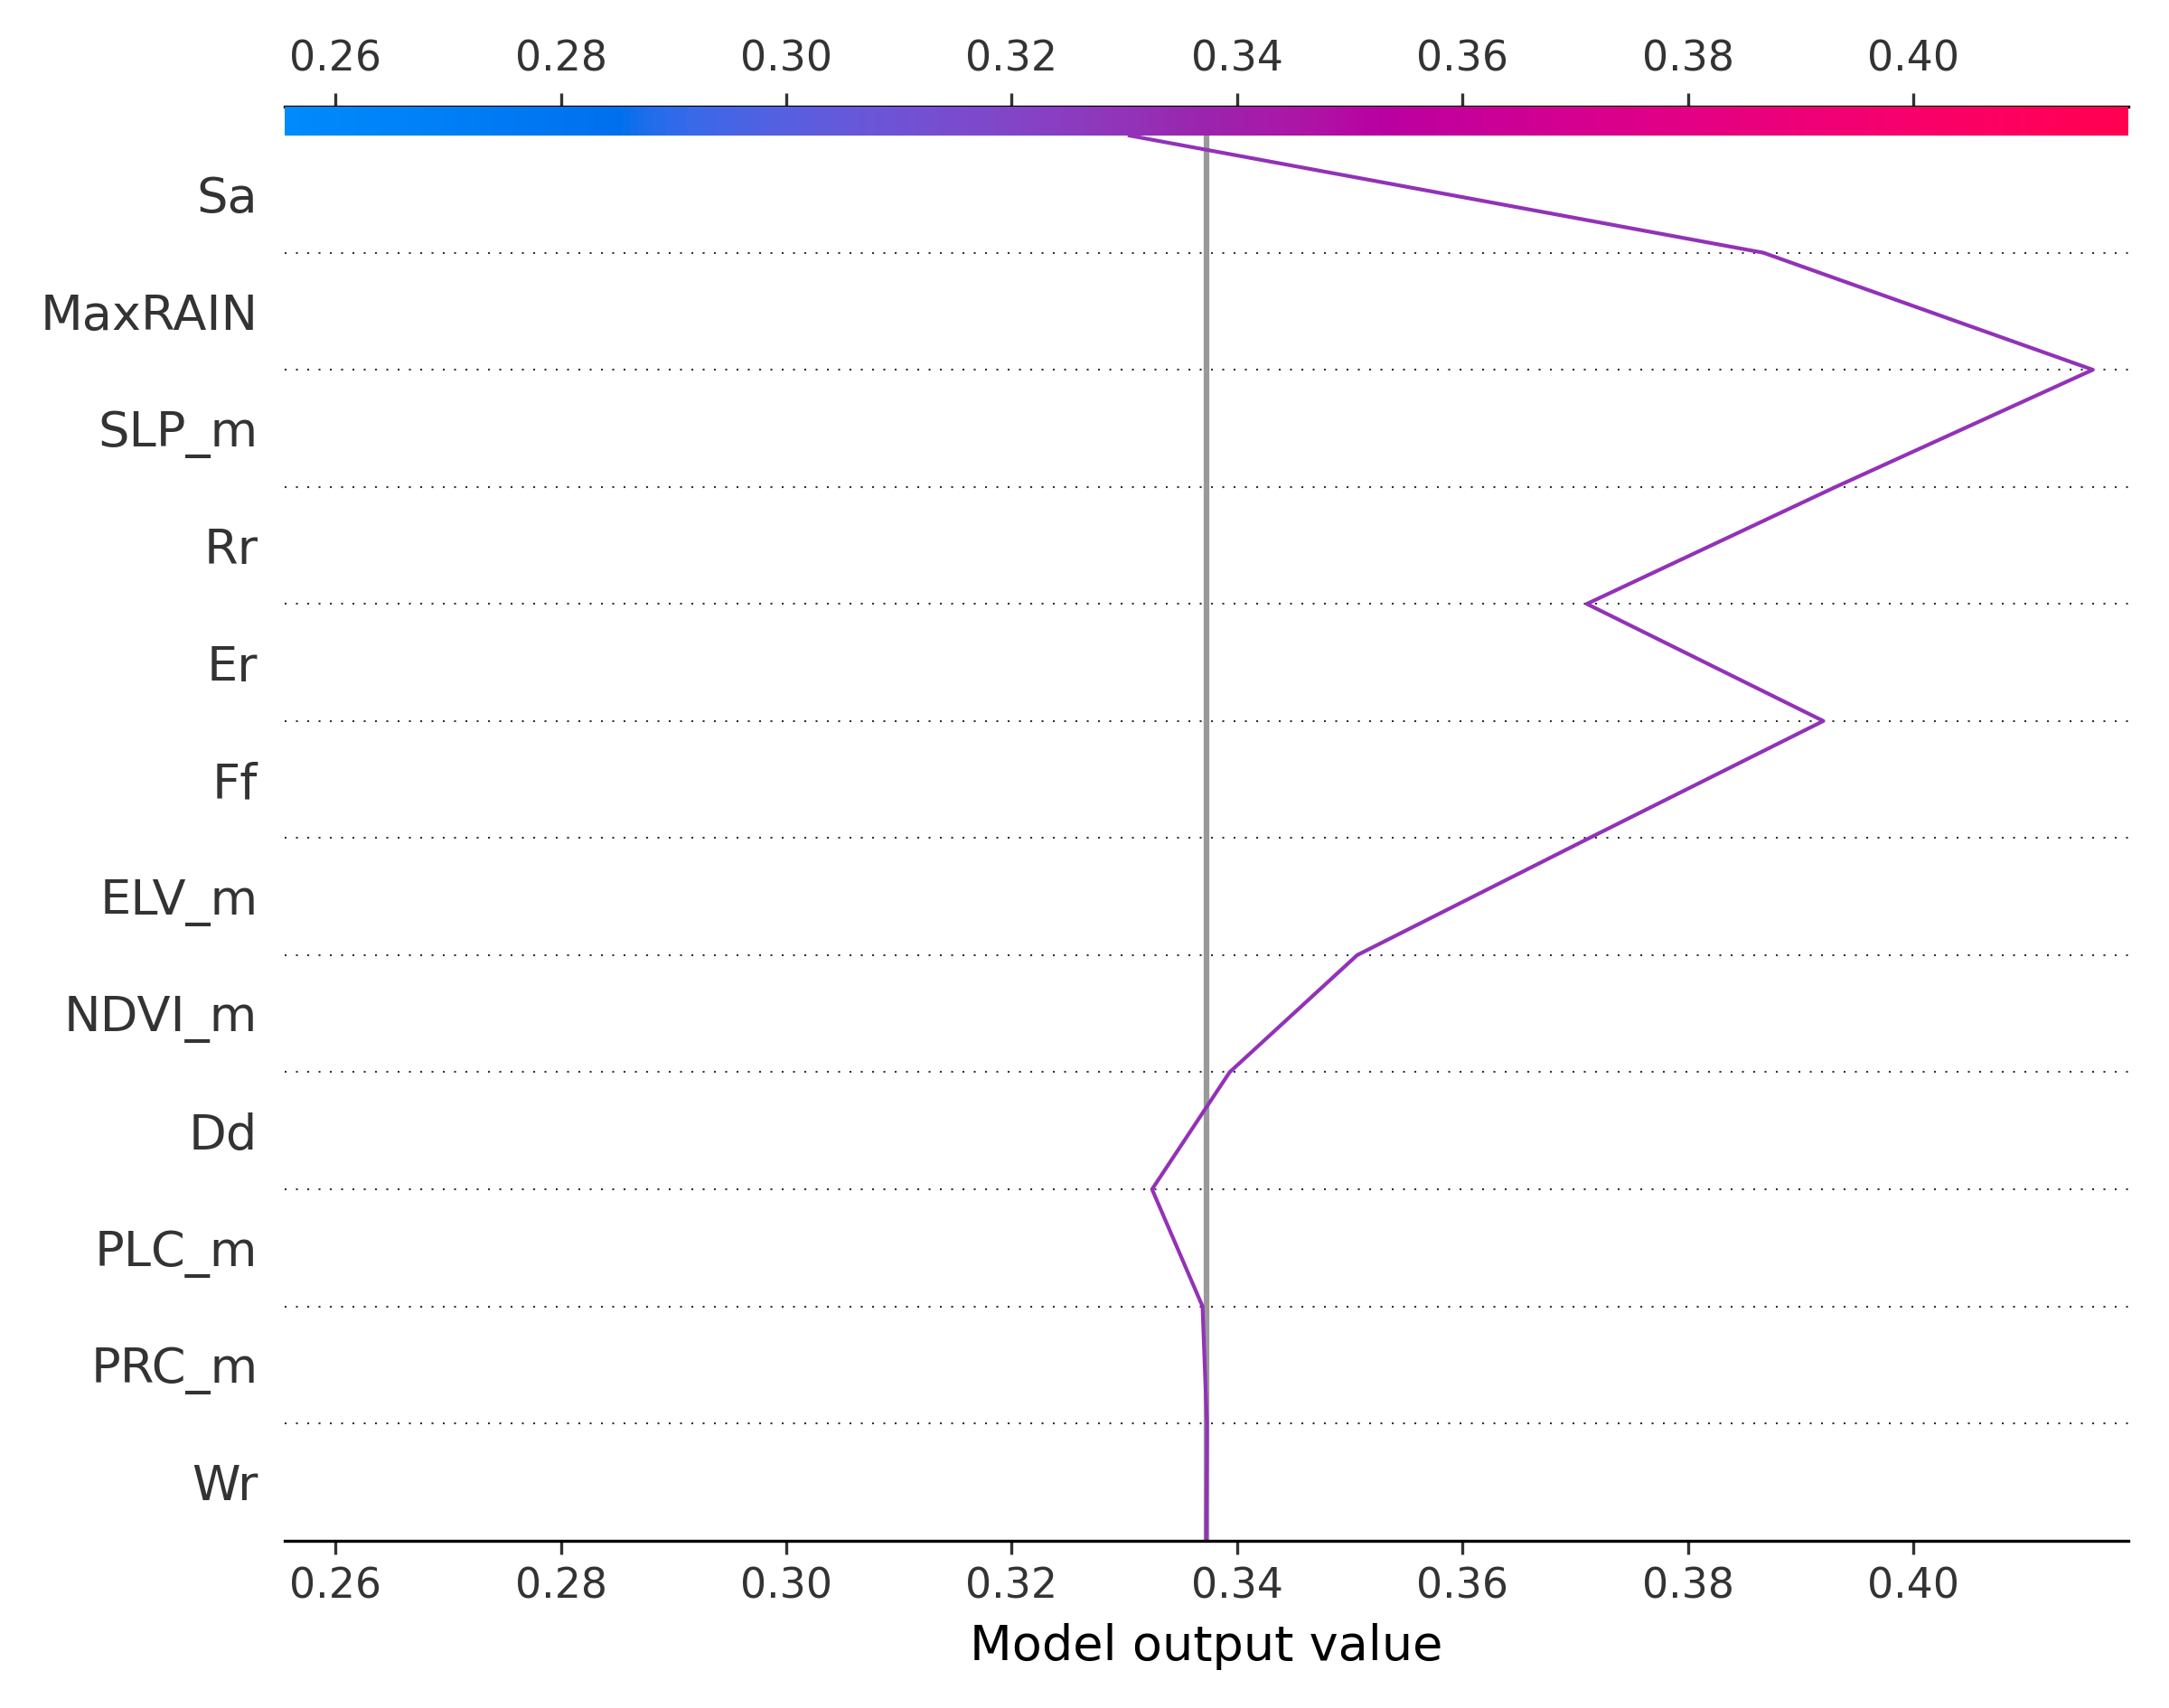 0.26 0.28 0.30 0.32 0.34 0.36 0.38 0.40
Sa
MaxRAIN
SLP_m
Rr
Er
Ff
ELV_m
NDVI_m
Dd
PLC_m
PRC_m
Wr
0.26 0.28 0.30 0.32 0.34 0.36 0.38 0.40
Model output value